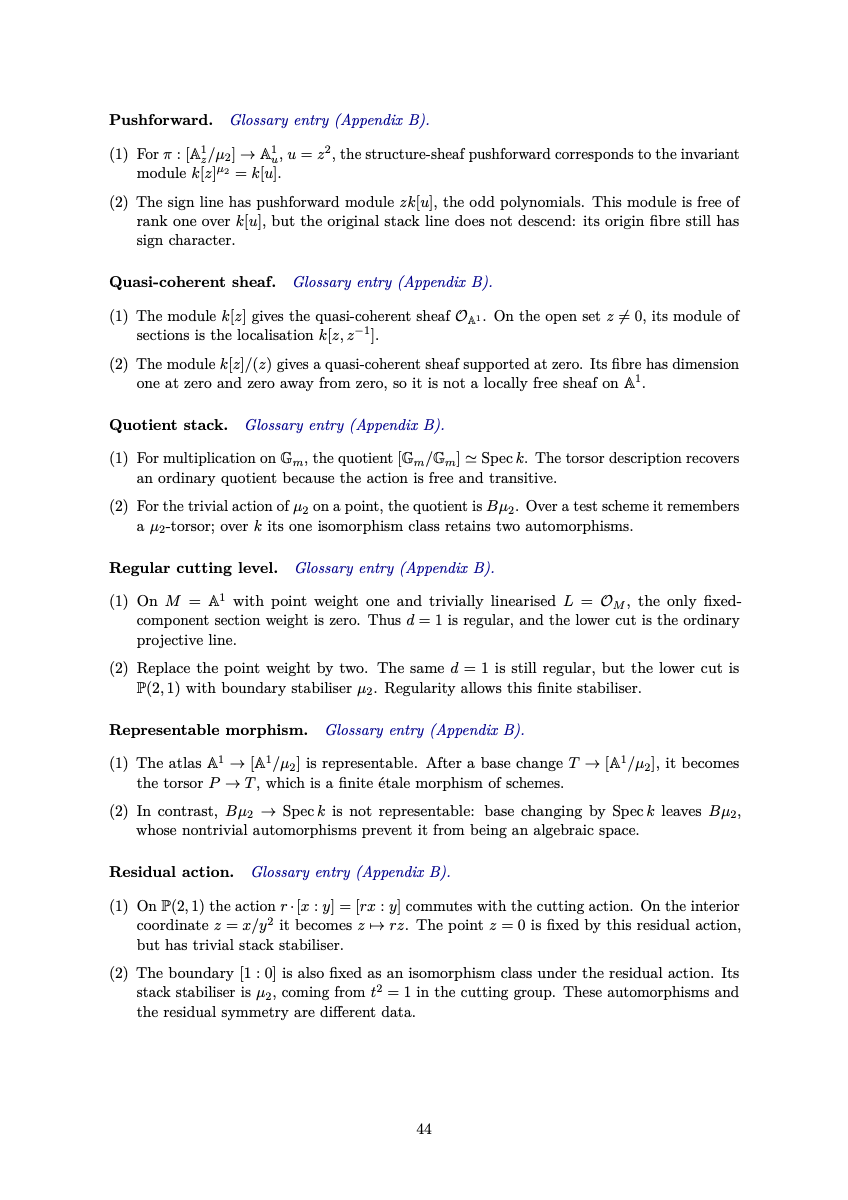 Pushforward. Glossary entry (Appendix B).
(1) For π : [𝔸¹_z/μ₂] → 𝔸¹_u, u = z², the structure-sheaf pushforward corresponds to the invariant
module k[z]^μ₂ = k[u].
(2) The sign line has pushforward module zk[u], the odd polynomials. This module is free of
rank one over k[u], but the original stack line does not descend: its origin fibre still has
sign character.
Quasi-coherent sheaf. Glossary entry (Appendix B).
(1) The module k[z] gives the quasi-coherent sheaf 𝒪_𝔸¹. On the open set z ≠ 0, its module of
sections is the localisation k[z, z⁻¹].
(2) The module k[z]/(z) gives a quasi-coherent sheaf supported at zero. Its fibre has dimension
one at zero and zero away from zero, so it is not a locally free sheaf on 𝔸¹.
Quotient stack. Glossary entry (Appendix B).
(1) For multiplication on 𝔾ₘ, the quotient [𝔾ₘ/𝔾ₘ] ≃ Spec k. The torsor description recovers
an ordinary quotient because the action is free and transitive.
(2) For the trivial action of μ₂ on a point, the quotient is Bμ₂. Over a test scheme it remembers
a μ₂-torsor; over k its one isomorphism class retains two automorphisms.
Regular cutting level. Glossary entry (Appendix B).
(1) On M = 𝔸¹ with point weight one and trivially linearised L = 𝒪_M, the only fixed-
component section weight is zero. Thus d = 1 is regular, and the lower cut is the ordinary
projective line.
(2) Replace the point weight by two. The same d = 1 is still regular, but the lower cut is
ℙ(2, 1) with boundary stabiliser μ₂. Regularity allows this finite stabiliser.
Representable morphism. Glossary entry (Appendix B).
(1) The atlas 𝔸¹ → [𝔸¹/μ₂] is representable. After a base change T → [𝔸¹/μ₂], it becomes
the torsor P → T, which is a finite étale morphism of schemes.
(2) In contrast, Bμ₂ → Spec k is not representable: base changing by Spec k leaves Bμ₂,
whose nontrivial automorphisms prevent it from being an algebraic space.
Residual action. Glossary entry (Appendix B).
(1) On ℙ(2, 1) the action r · [x : y] = [rx : y] commutes with the cutting action. On the interior
coordinate z = x/y² it becomes z ↦ rz. The point z = 0 is fixed by this residual action,
but has trivial stack stabiliser.
(2) The boundary [1 : 0] is also fixed as an isomorphism class under the residual action. Its
stack stabiliser is μ₂, coming from t² = 1 in the cutting group. These automorphisms and
the residual symmetry are different data.
44